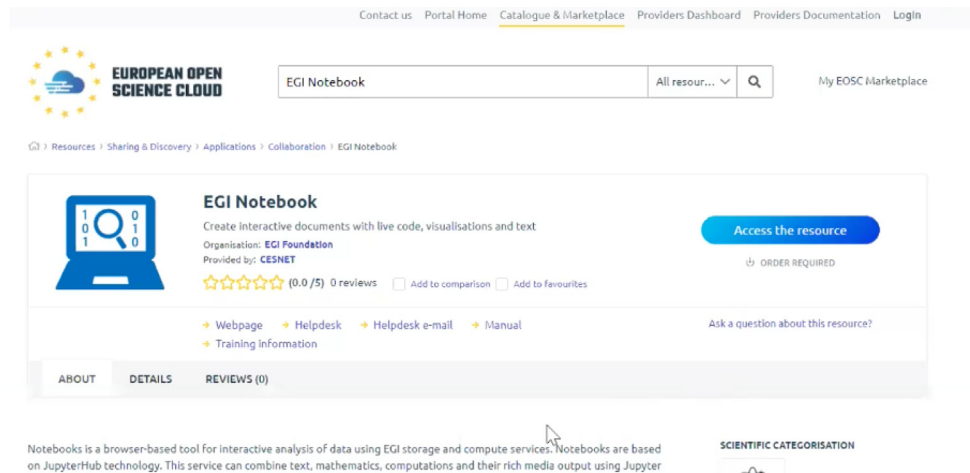 Contact us Portal Home Catalogue & Marketplace Providers Dashboard Providers Documentation Login
EUROPEAN OPEN
SCIENCE CLOUD
EGI Notebook
All resour...
My EOSC Marketplace
Resources > Sharing & Discovery > Applications > Collaboration > EGI Notebook
1 0
0 1
1 0
EGI Notebook
Create interactive documents with live code, visualisations and text
Organisation: EGI Foundation
Provided by: CESNET
(0.0 /5) 0 reviews Add to comparison Add to favourites
Access the resource
ORDER REQUIRED
→ Webpage → Helpdesk → Helpdesk e-mail → Manual
→ Training information
Ask a question about this resource?
ABOUT DETAILS REVIEWS (0)
Notebooks is a browser-based tool for interactive analysis of data using EGI storage and compute services. Notebooks are based
on JupyterHub technology. This service can combine text, mathematics, computations and their rich media output using Jupyter
SCIENTIFIC CATEGORISATION